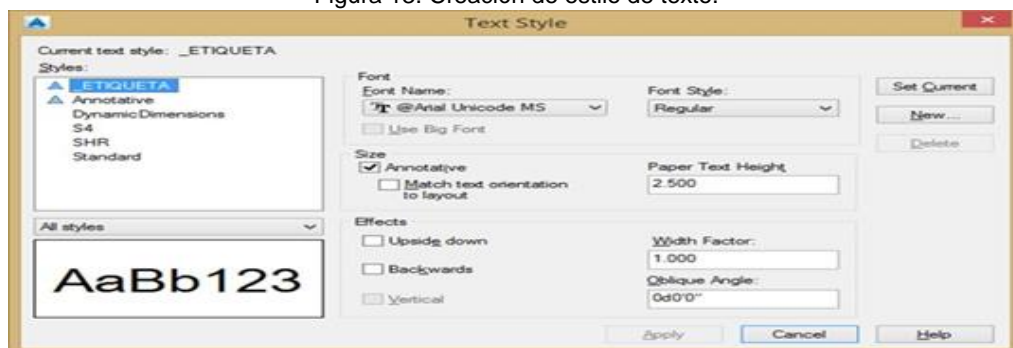 Figura 18. Creación de estilo de texto.
Text Style
Current text style: _ETIQUETA
Styles:
_ETIQUETA
Annotative
DynamicDimensions
S4
SHR
Standard
All styles
AaBb123
Font
Font Name:
@Arial Unicode MS
Font Style:
Regular
Use Big Font
Size
Annotative
Match text orientation
to layout
Paper Text Height
2.500
Effects
Upside down
Backwards
Vertical
Width Factor:
1.000
Oblique Angle:
0d0'0"
Set Current
New...
Delete
Apply
Cancel
Help